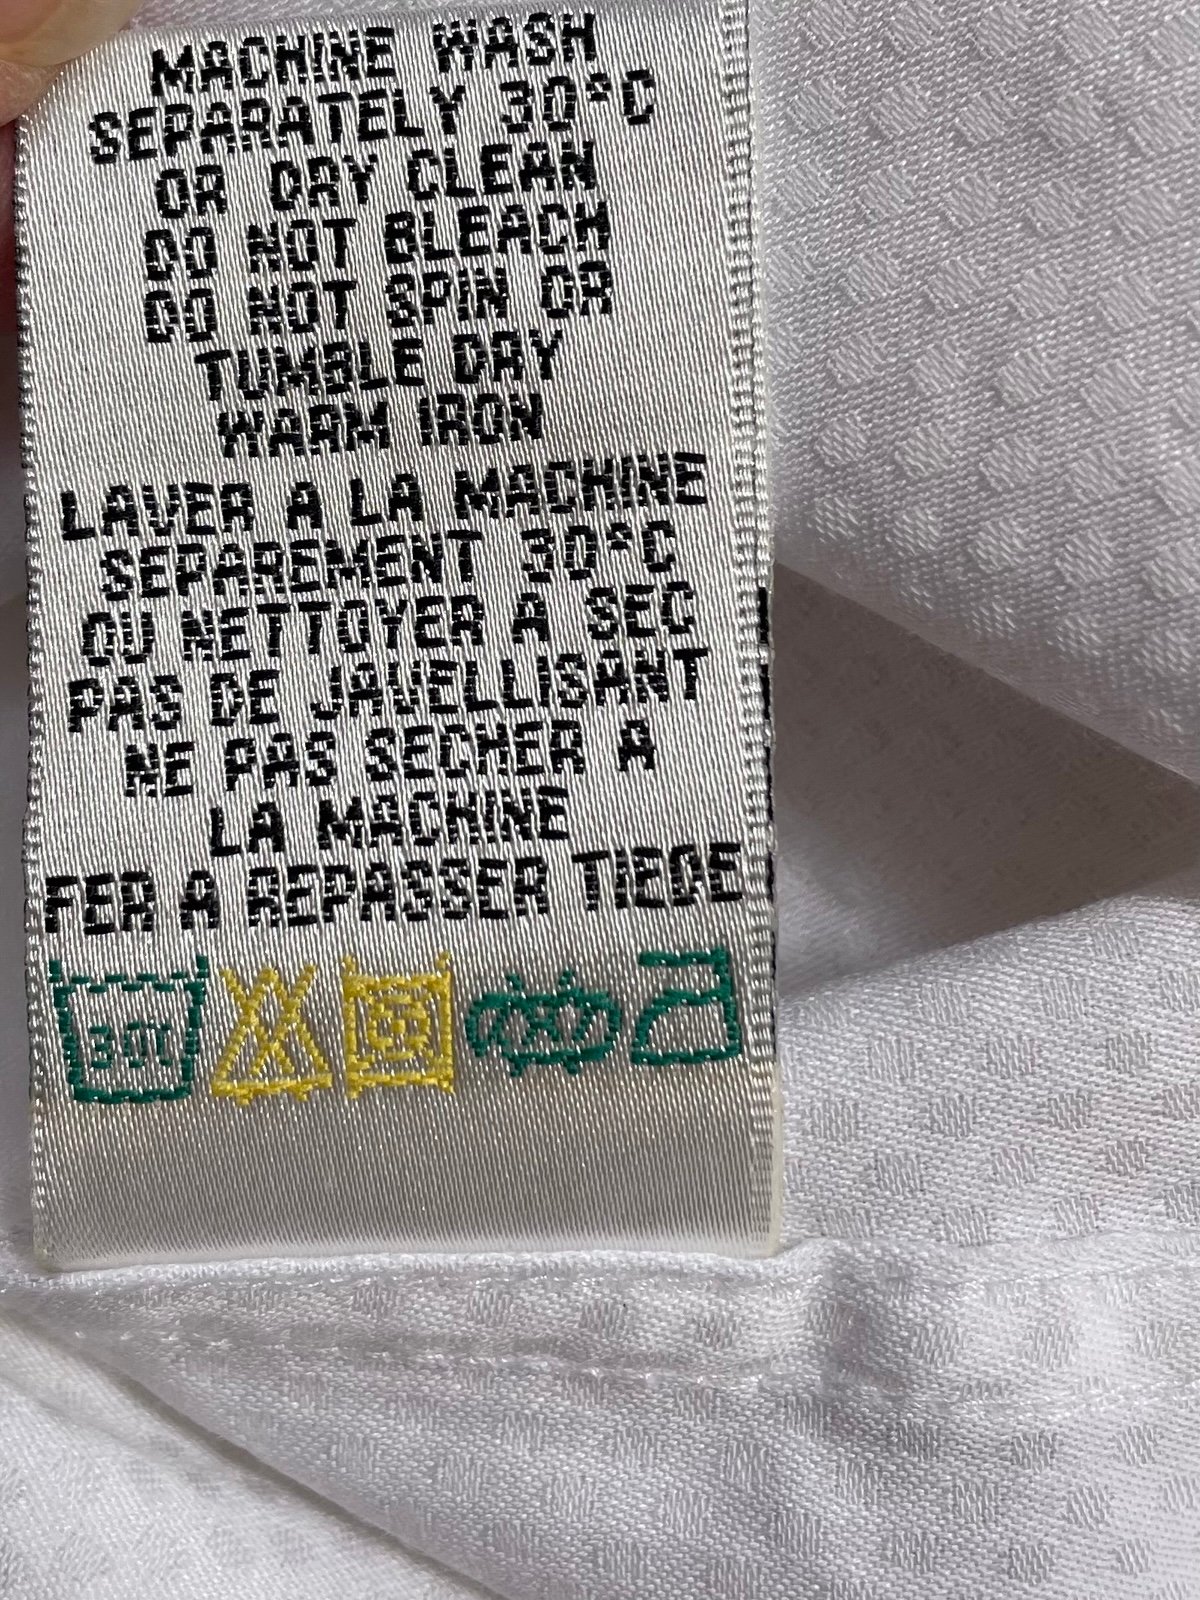 MACHINE WASH
SEPARATELY 30°C
OR DRY CLEAN
DO NOT BLEACH
DO NOT SPIN OR
TUMBLE DRY
WARM IRON
LAVER A LA MACHINE
SEPAREMENT 30°C
OU NETTOYER A SEC
PAS DE JAVELLISANT
NE PAS SECHER A
LA MACHINE
FER A REPASSER TIEDE
30C